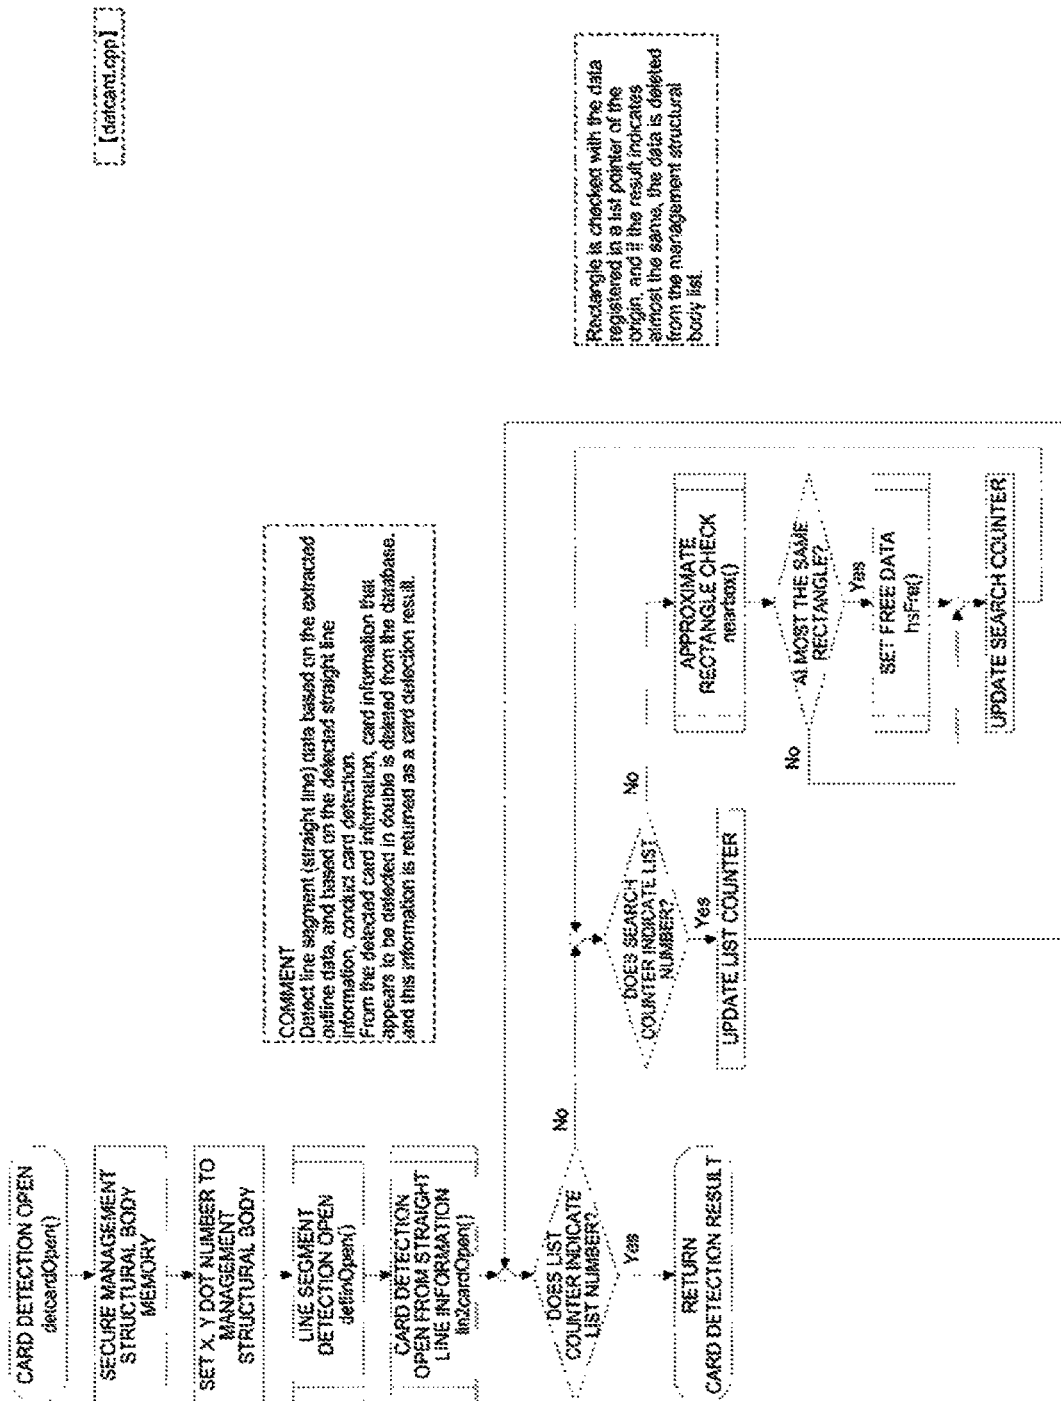 [detcard.cpp]
CARD DETECTION OPEN
detcardOpen()
SECURE MANAGEMENT
STRUCTURAL BODY
MEMORY
SET X, Y DOT NUMBER TO
MANAGEMENT
STRUCTURAL BODY
LINE SEGMENT
DETECTION OPEN
detlinOpen()
CARD DETECTION
OPEN FROM STRAIGHT
LINE INFORMATION
lin2cardOpen()
DOES LIST
COUNTER INDICATE
LIST NUMBER?
No
Yes
RETURN
CARD DETECTION RESULT
COMMENT
Detect line segment (straight line) data based on the extracted
outline data, and based on the detected straight line
information, conduct card detection.
From the detected card information, card information that
appears to be detected in double is deleted from the database,
and this information is returned as a card detection result.
DOES SEARCH
COUNTER INDICATE LIST
NUMBER?
No
Yes
UPDATE LIST COUNTER
APPROXIMATE
RECTANGLE CHECK
nearbox()
ALMOST THE SAME
RECTANGLE?
No
Yes
SET FREE DATA
hsFre()
UPDATE SEARCH COUNTER
Rectangle is checked with the data
registered in a list pointer of the
origin, and if the result indicates
almost the same, the data is deleted
from the management structural
body list.